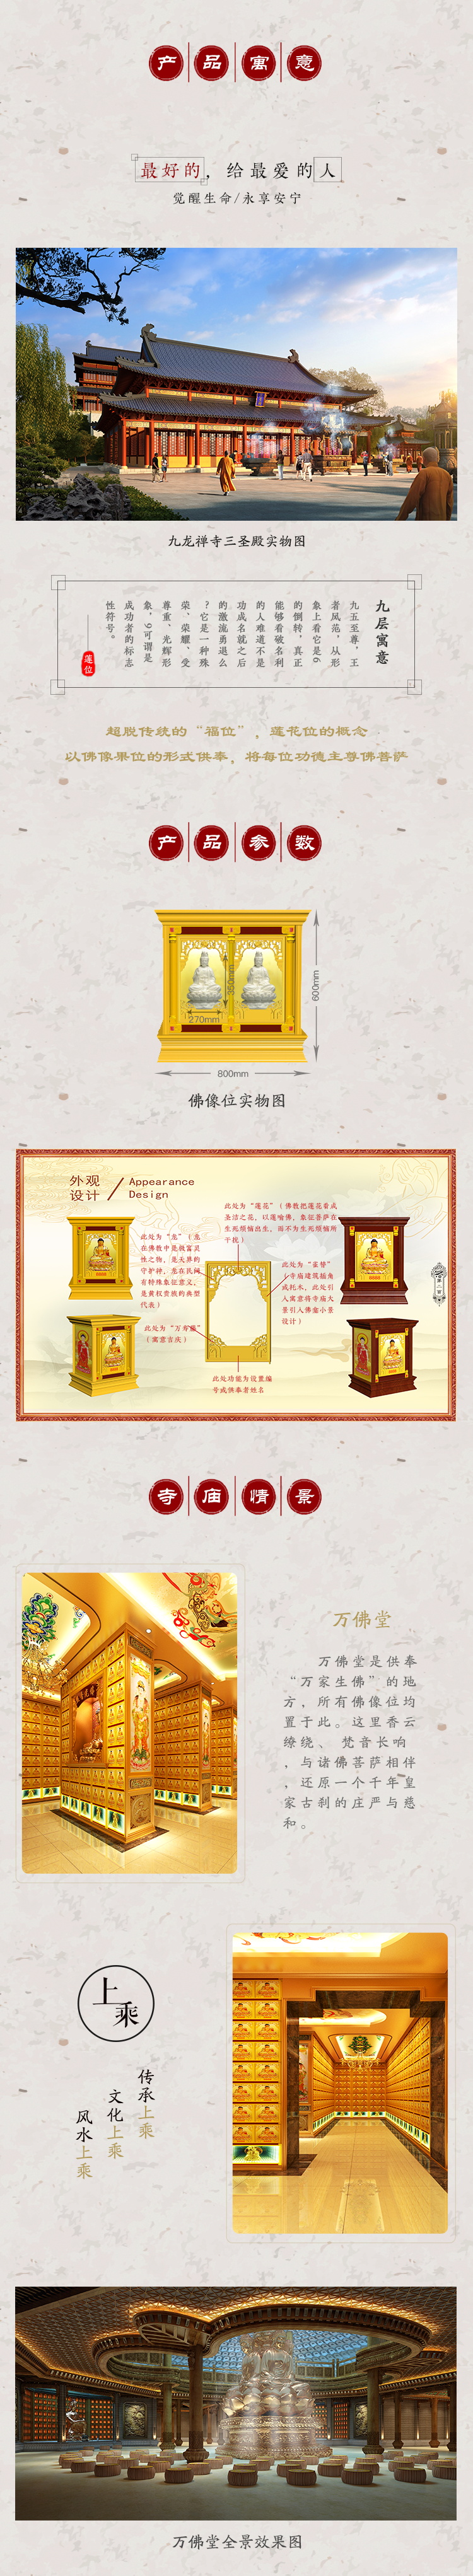 产品寓意
最好的，给最爱的人
觉醒生命/永享安宁
九龙禅寺三圣殿实物图
九层寓意
九五至尊，王
者风范，从形
象上看它是6
的倒转，真正
能够看破名利
的人难道不是
功成名就之后
的激流勇退么
？它是一种殊
荣、荣耀、受
尊重、光辉形
象，9可谓是
成功者的标志
性符号。
莲位
超脱传统的“福位”，莲花位的概念
以佛像果位的形式供奉，将每位功德主尊佛菩萨
产品参数
350mm
270mm
600mm
800mm
佛像位实物图
外观
设计
Appearance
Design
此处为“莲花”（佛教把莲花看成
圣洁之花，以莲喻佛，象征菩萨在
生死烦恼出生，而不为生死烦恼所
干扰）
此处为“龙”（龙
在佛教中是极富灵
性之物，是天界的
守护神，龙在民间
有特殊象征意义，
是黄权贵族的典型
代表）
此处为“雀替”
（寺庙建筑插角
或托木，此处引
入寓意将寺庙大
景引入佛龛小景
设计）
此处为“万寿藤”
（寓意吉庆）
此处功能为设置编
号或供奉者姓名
寺庙情景
万佛堂
万佛堂是供奉
“万家生佛”的地
方，所有佛像位均
置于此。这里香云
缭绕、梵音长响
，与诸佛菩萨相伴
，还原一个千年皇
家古刹的庄严与慈
和。
上乘
传承上乘
文化上乘
风水上乘
万佛堂全景效果图